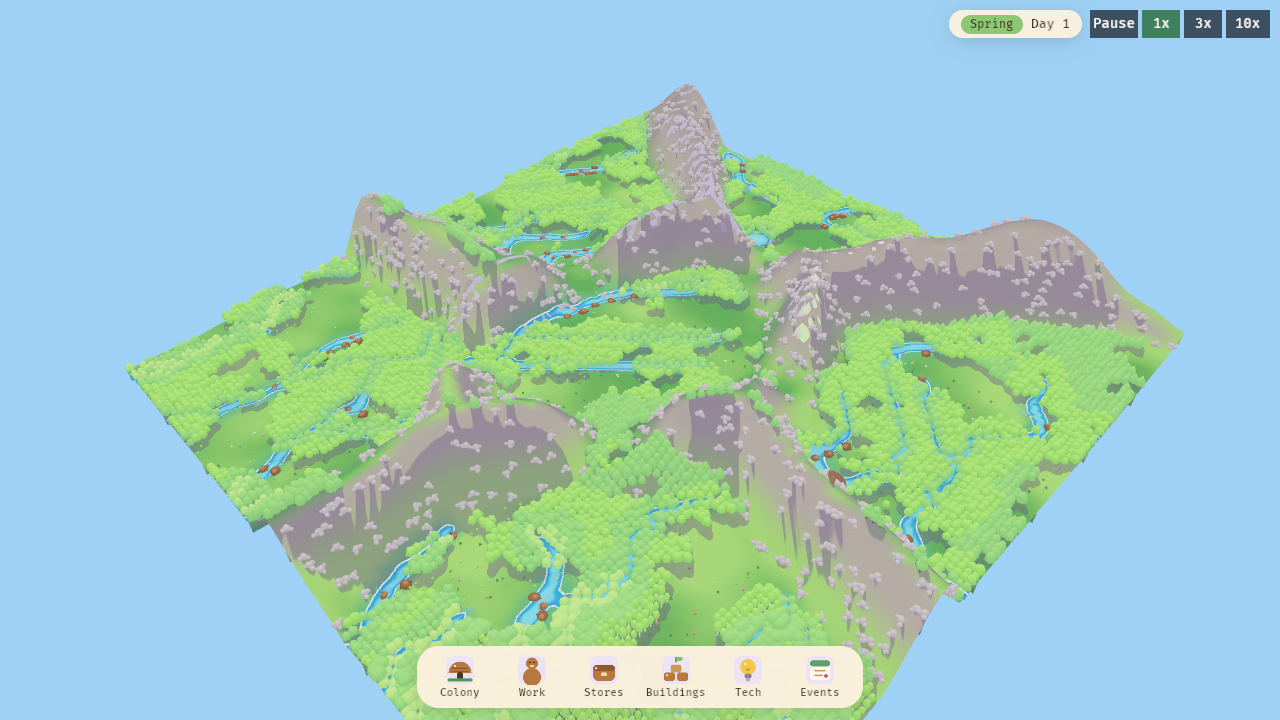 Spring Day 1 Pause 1x 3x 10x
Colony Work Stores Buildings Tech Events